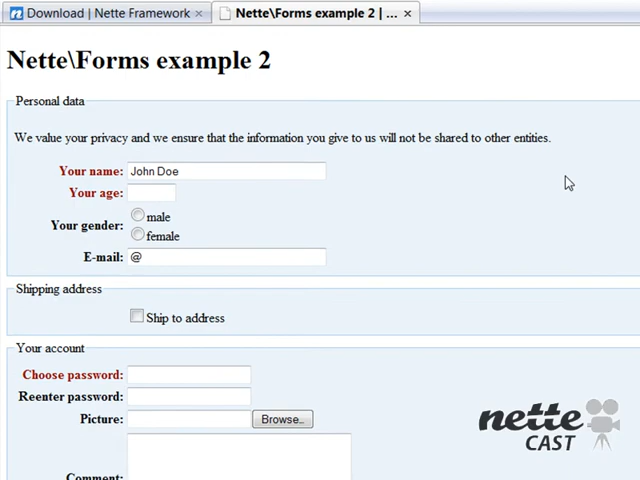 Download | Nette Framework
Nette\Forms example 2 | ...
Nette\Forms example 2
Personal data
We value your privacy and we ensure that the information you give to us will not be shared to other entities.
Your name: John Doe
Your age:
Your gender: male
female
E-mail: @
Shipping address
Ship to address
Your account
Choose password:
Reenter password:
Picture: Browse...
Comment:
nette
CAST